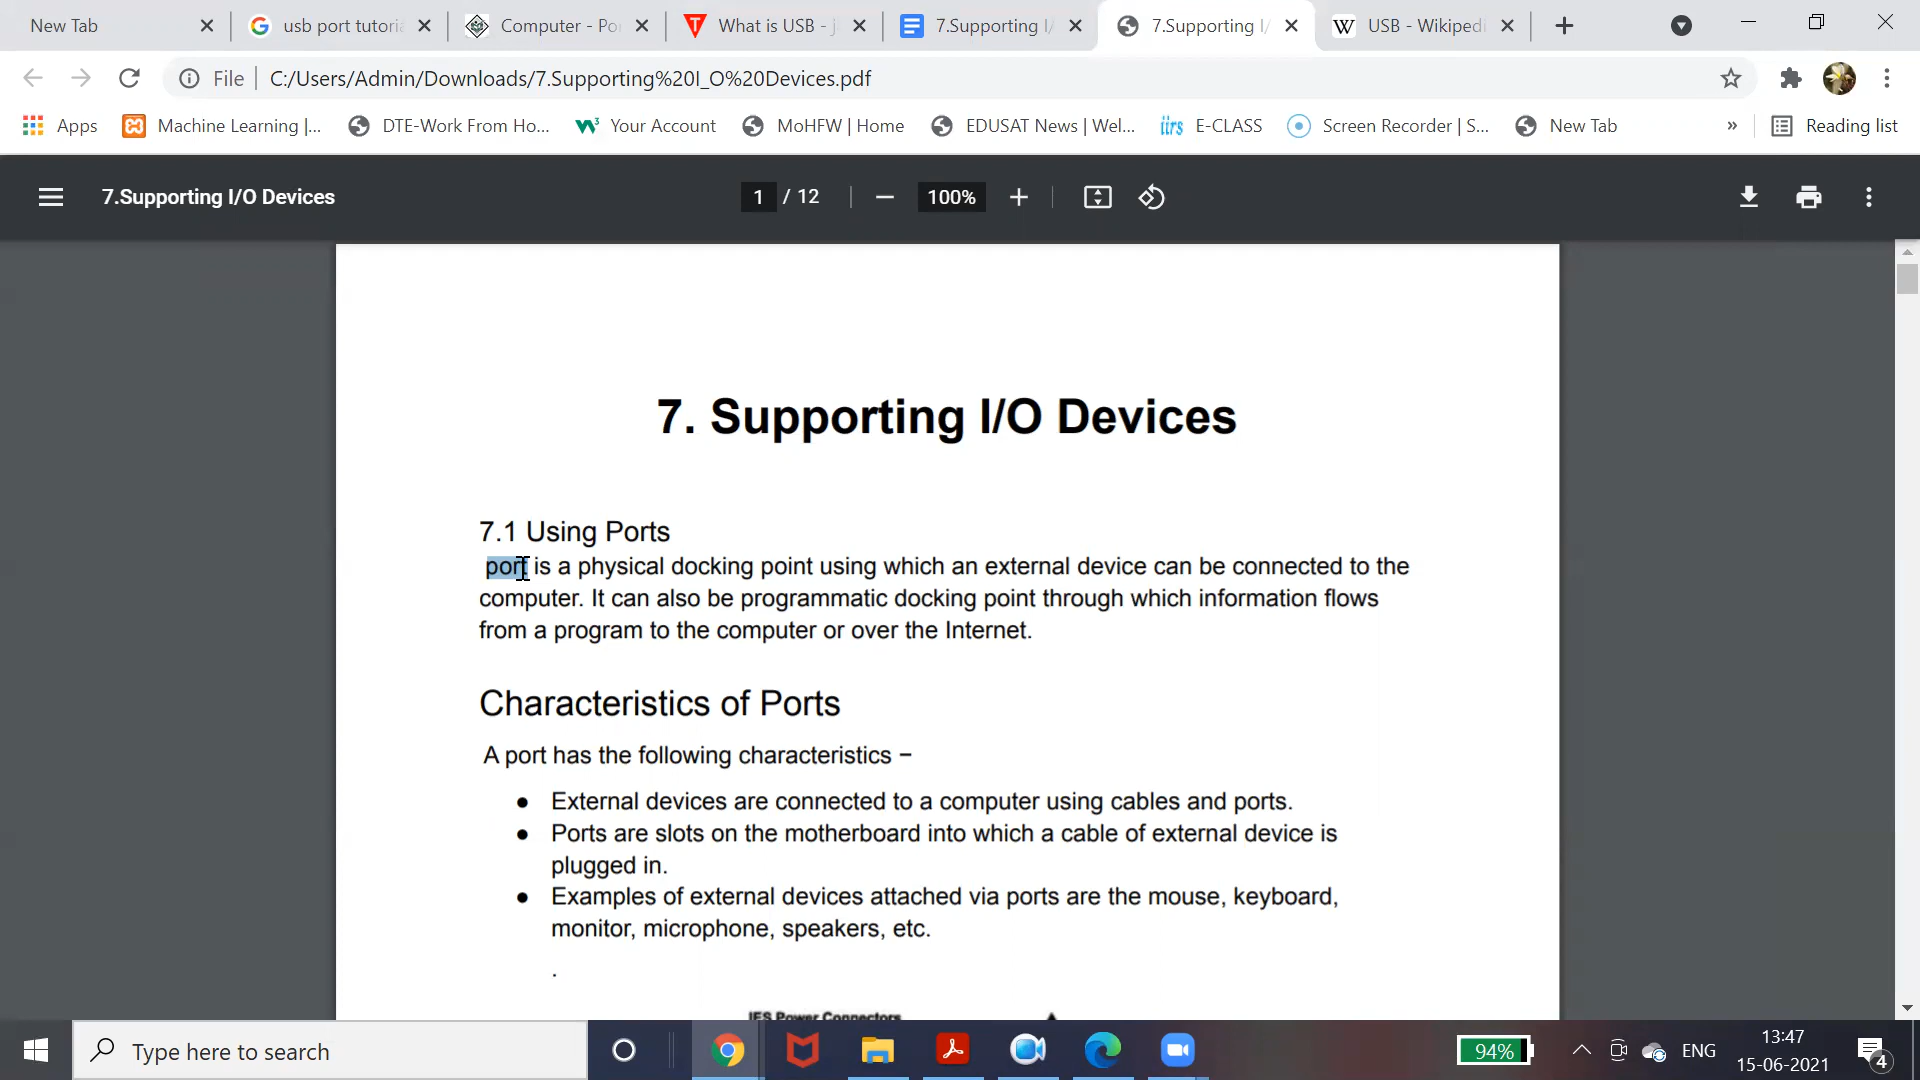 New Tab
usb port tutori
Computer - Po
What is USB - j
7.Supporting I/
7.Supporting I/
USB - Wikiped
File
C:/Users/Admin/Downloads/7.Supporting%20I_O%20Devices.pdf
Apps
Machine Learning |...
DTE-Work From Ho...
Your Account
MoHFW | Home
EDUSAT News | Wel...
iirs
E-CLASS
Screen Recorder | S...
New Tab
»
Reading list
7.Supporting I/O Devices
1 / 12
100%
7. Supporting I/O Devices
7.1 Using Ports
port is a physical docking point using which an external device can be connected to the
computer. It can also be programmatic docking point through which information flows
from a program to the computer or over the Internet.
Characteristics of Ports
A port has the following characteristics −
● External devices are connected to a computer using cables and ports.
● Ports are slots on the motherboard into which a cable of external device is
plugged in.
● Examples of external devices attached via ports are the mouse, keyboard,
monitor, microphone, speakers, etc.
.
Power Connectors
Type here to search
94%
ENG
13:47
15-06-2021
4